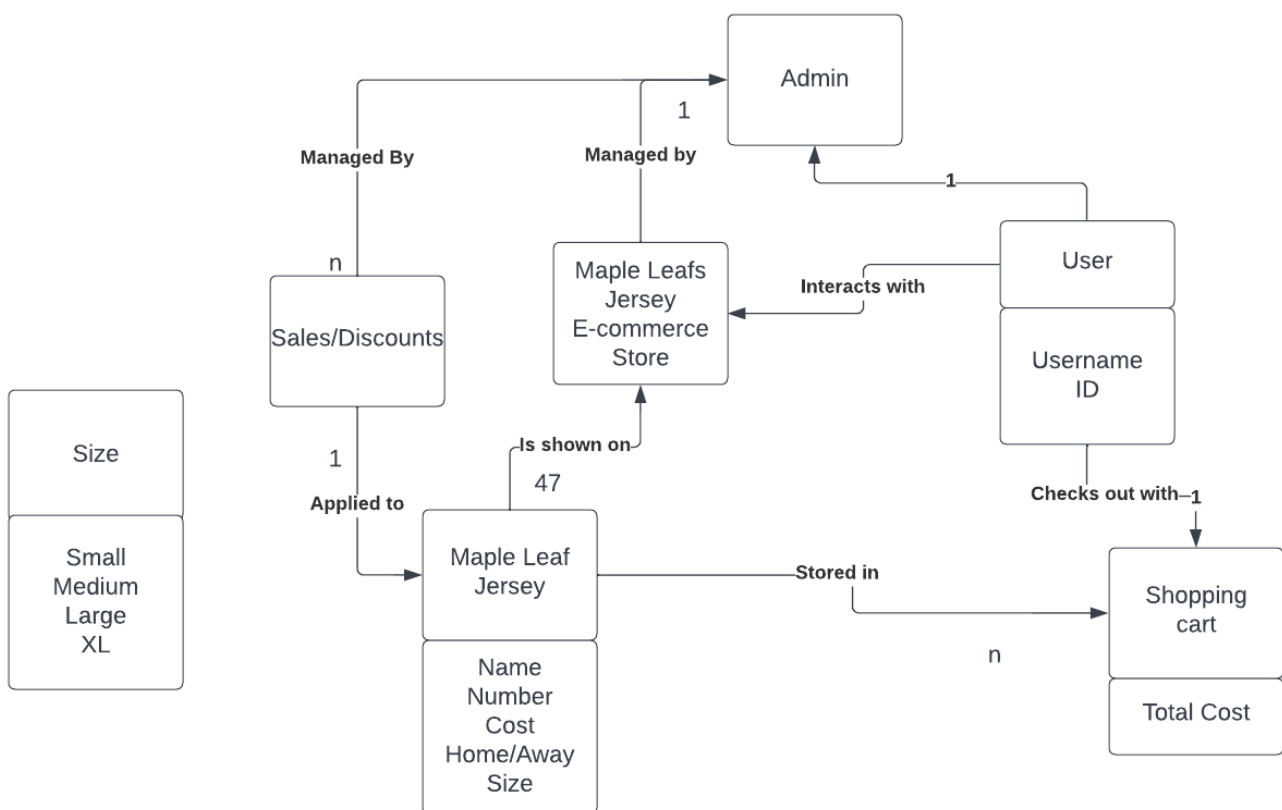 Admin
1
Managed By
Managed by
1
User
n
Maple Leafs
Jersey
E-commerce
Store
Interacts with
Sales/Discounts
Username
ID
Size
Is shown on
1
47
Checks out with
1
Applied to
Small
Medium
Large
XL
Maple Leaf
Jersey
Stored in
Shopping
cart
n
Name
Number
Cost
Home/Away
Size
Total Cost